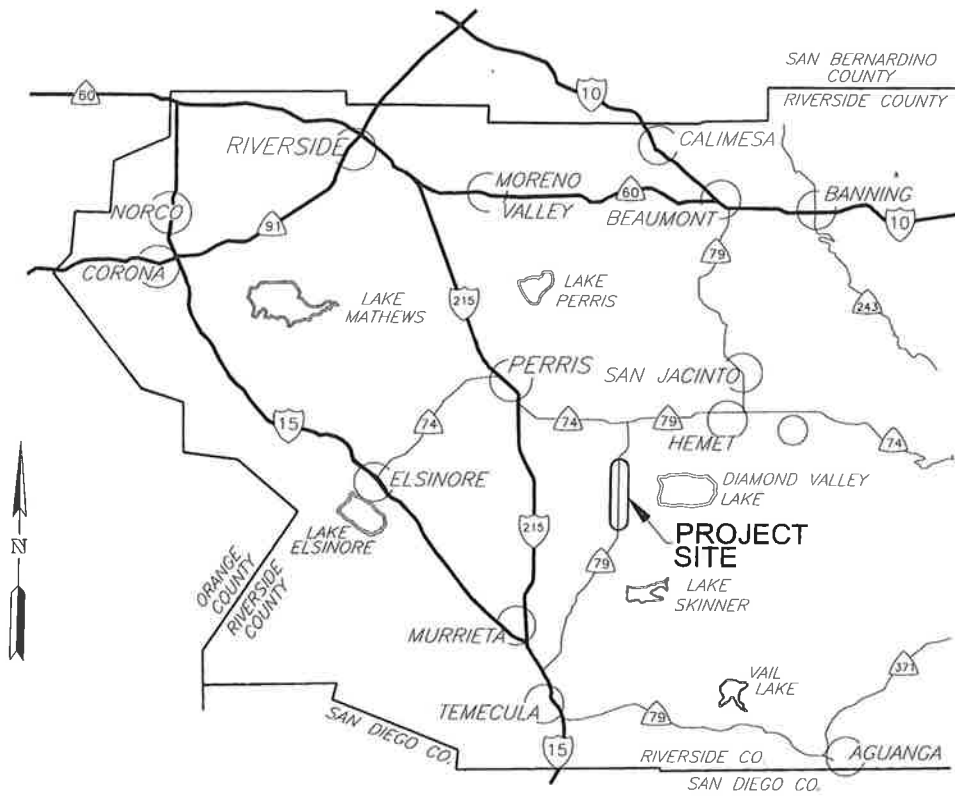 SAN BERNARDINO
COUNTY
RIVERSIDE COUNTY
60
10
RIVERSIDE
CALIMESA
MORENO
VALLEY
60
BEAUMONT
BANNING
10
NORCO
91
CORONA
79
LAKE
MATHEWS
215
LAKE
PERRIS
243
PERRIS
SAN JACINTO
15
74
74
79
HEMET
74
ELSINORE
DIAMOND VALLEY
LAKE
LAKE
ELSINORE
215
PROJECT
SITE
N
ORANGE
COUNTY
RIVERSIDE
COUNTY
79
LAKE
SKINNER
MURRIETA
371
VAIL
LAKE
TEMECULA
79
SAN DIEGO CO.
15
RIVERSIDE CO.
SAN DIEGO CO.
AGUANGA